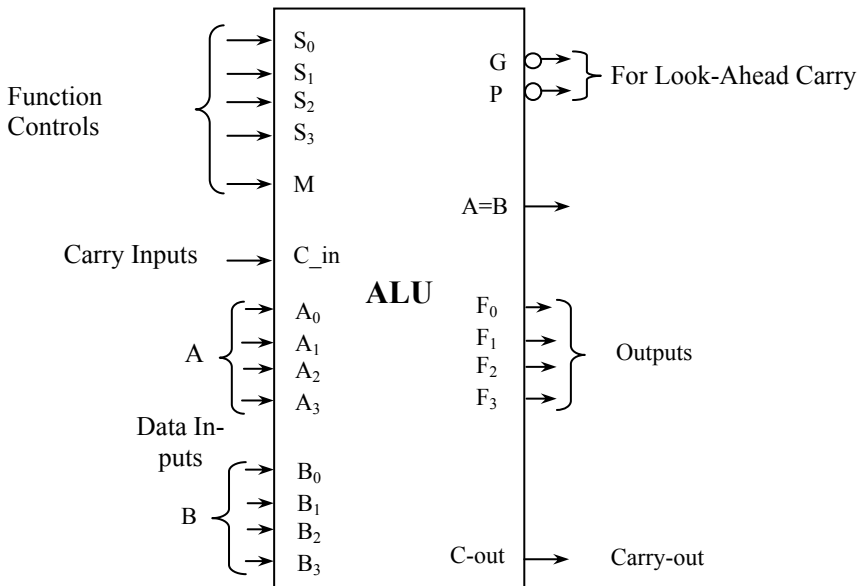 Function
Controls
S₀
S₁
S₂
S₃
M
Carry Inputs
C_in
A
A₀
A₁
A₂
A₃
Data In-
puts
B
B₀
B₁
B₂
B₃
ALU
G
P
For Look-Ahead Carry
A=B
F₀
F₁
F₂
F₃
Outputs
C-out
Carry-out